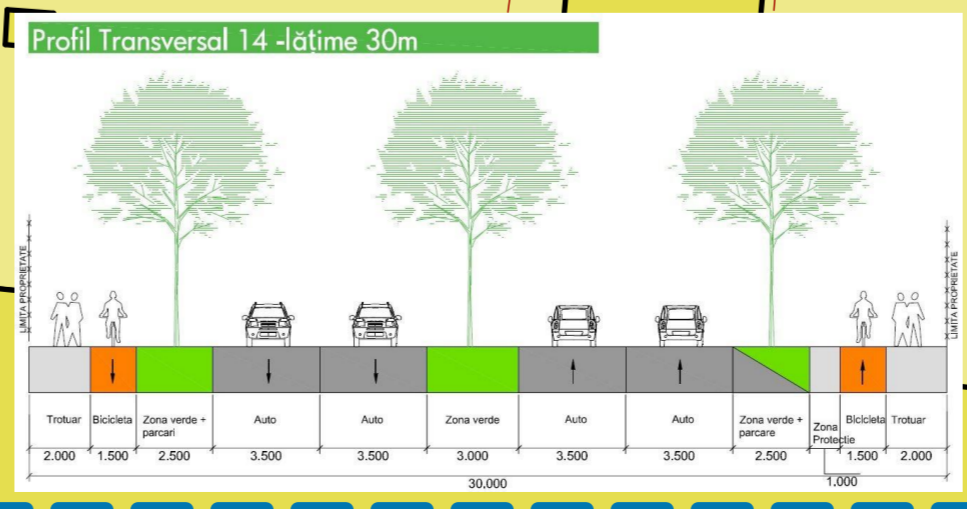 Profil Transversal 14 -lățime 30m
LIMITA PROPRIETATE
LIMITA PROPRIETATE
Trotuar
Bicicleta
Zona verde +
parcari
Auto
Auto
Zona verde
Auto
Auto
Zona verde +
parcare
Zona
Protectie
Bicicleta
Trotuar
2.000
1.500
2.500
3.500
3.500
3.000
3.500
3.500
2.500
1.500
2.000
30,000
1.000